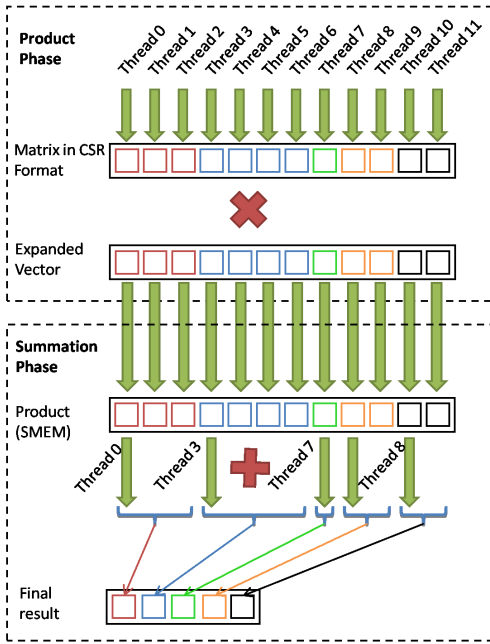 Product
Phase
Thread 0
Thread 1
Thread 2
Thread 3
Thread 4
Thread 5
Thread 6
Thread 7
Thread 8
Thread 9
Thread 10
Thread 11
Matrix in CSR
Format
Expanded
Vector
Summation
Phase
Product
(SMEM)
Thread 0
Thread 3
Thread 7
Thread 8
Final
result